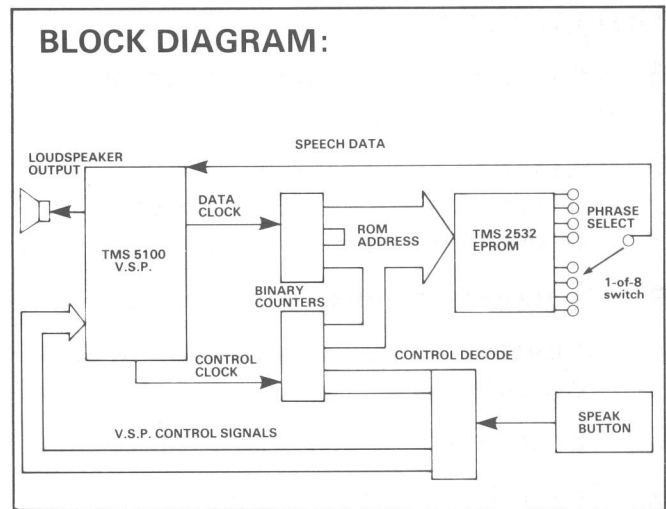 BLOCK DIAGRAM:
SPEECH DATA
LOUDSPEAKER
OUTPUT
DATA
CLOCK
TMS 5100
V.S.P.
ROM
ADDRESS
TMS 2532
EPROM
PHRASE
SELECT
1-of-8
switch
BINARY
COUNTERS
CONTROL
CLOCK
CONTROL DECODE
SPEAK
BUTTON
V.S.P. CONTROL SIGNALS